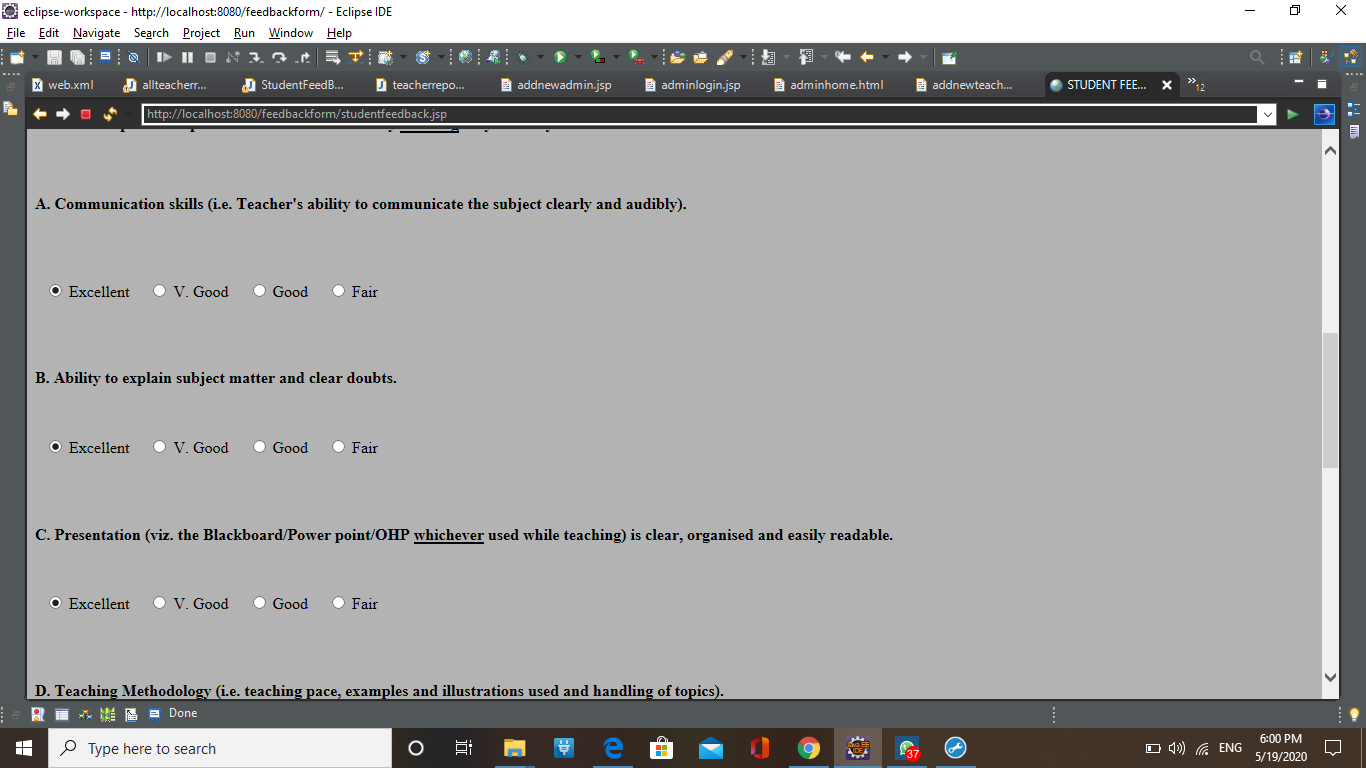 eclipse-workspace - http://localhost:8080/feedbackform/ - Eclipse IDE
File Edit Navigate Search Project Run Window Help
web.xml allteacherr... StudentFeedB... teacherrepo... addnewadmin.jsp adminlogin.jsp adminhome.html addnewteach... STUDENT FEE... 12
http://localhost:8080/feedbackform/studentfeedback.jsp
A. Communication skills (i.e. Teacher's ability to communicate the subject clearly and audibly).
Excellent V. Good Good Fair
B. Ability to explain subject matter and clear doubts.
Excellent V. Good Good Fair
C. Presentation (viz. the Blackboard/Power point/OHP whichever used while teaching) is clear, organised and easily readable.
Excellent V. Good Good Fair
D. Teaching Methodology (i.e. teaching pace, examples and illustrations used and handling of topics).
Done
Type here to search
37
ENG
6:00 PM
5/19/2020